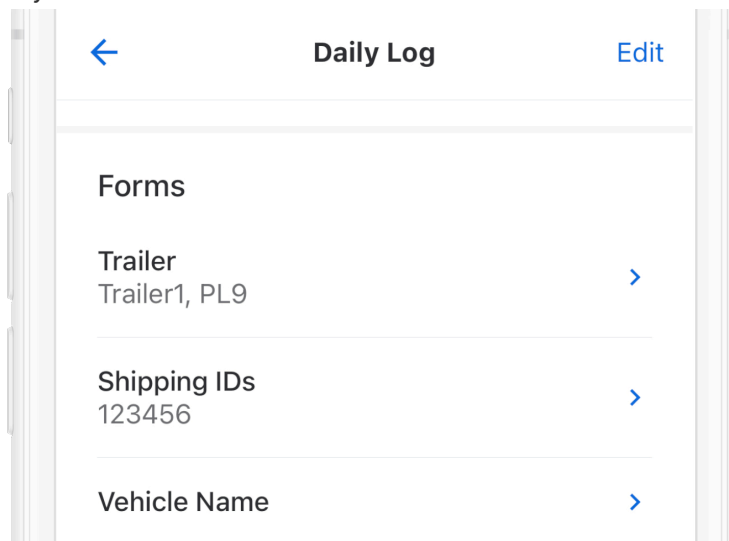 Daily Log
Edit
Forms
Trailer
Trailer1, PL9
Shipping IDs
123456
Vehicle Name